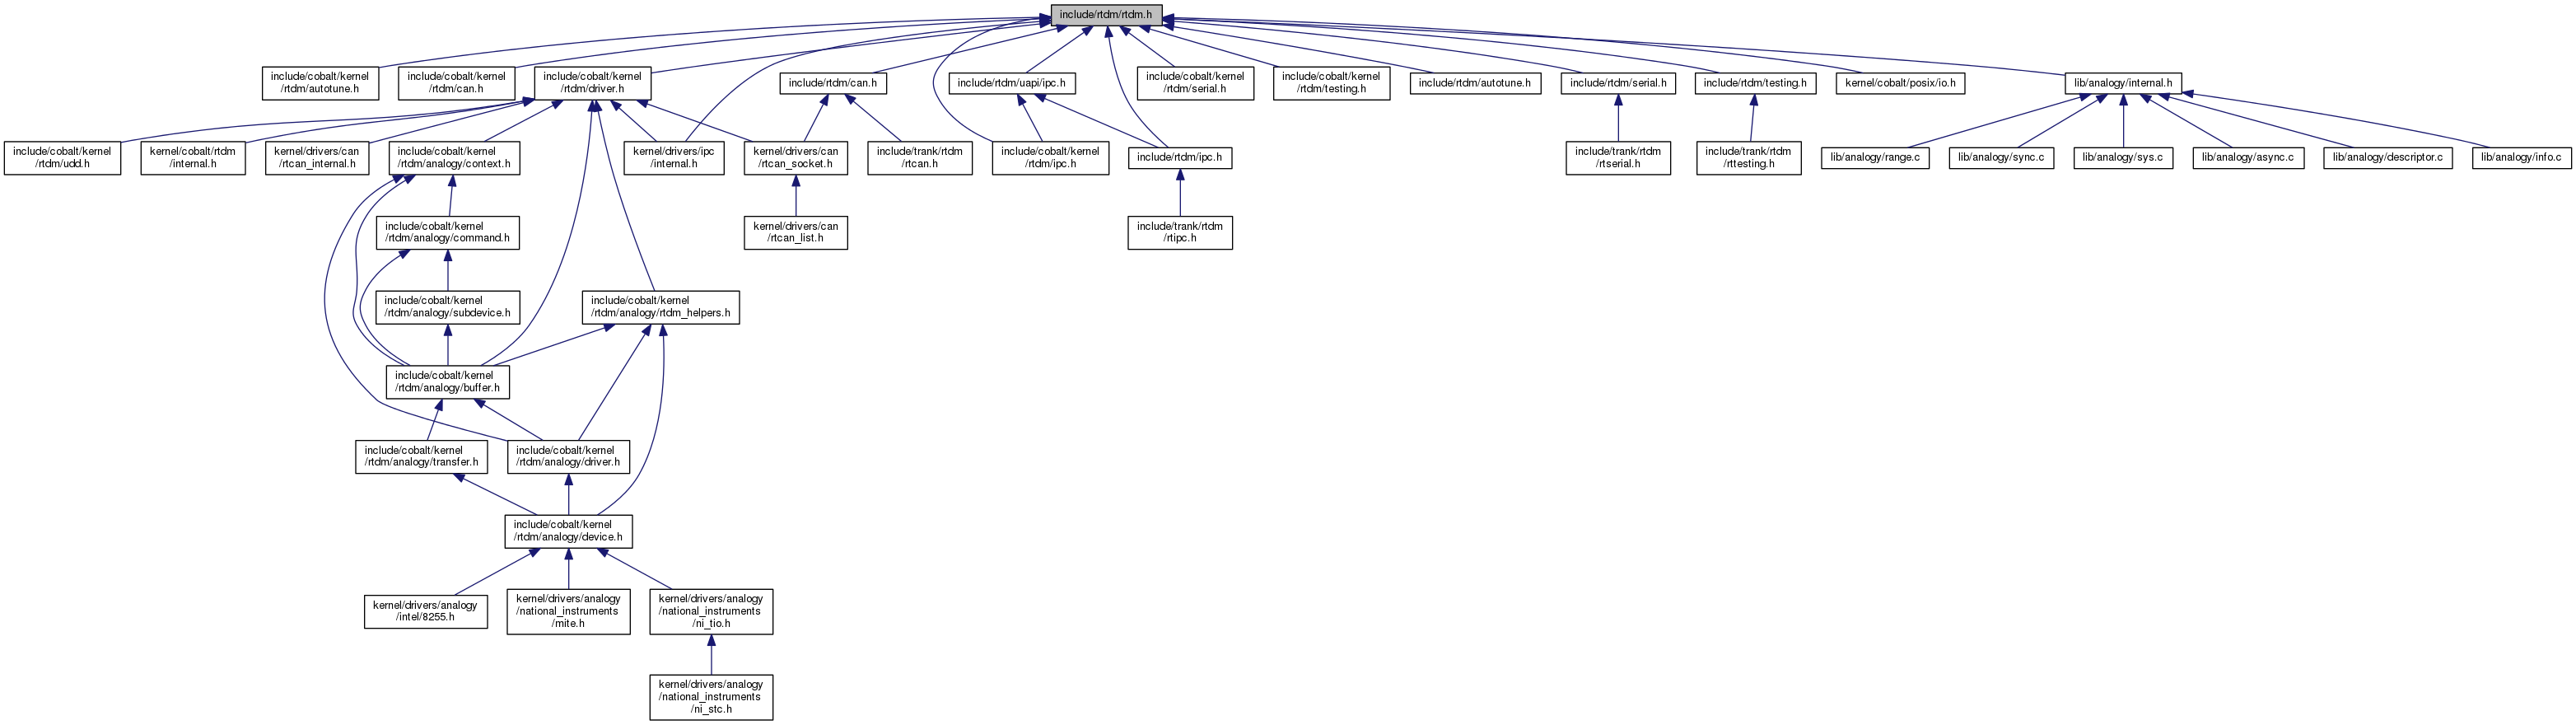 include/rtdm/rtdm.h
include/cobalt/kernel
/rtdm/autotune.h
include/cobalt/kernel
/rtdm/can.h
include/cobalt/kernel
/rtdm/driver.h
include/rtdm/can.h
include/rtdm/uapi/ipc.h
include/cobalt/kernel
/rtdm/serial.h
include/cobalt/kernel
/rtdm/testing.h
include/rtdm/autotune.h
include/rtdm/serial.h
include/rtdm/testing.h
kernel/cobalt/posix/io.h
lib/analogy/internal.h
include/cobalt/kernel
/rtdm/udd.h
kernel/cobalt/rtdm
/internal.h
kernel/drivers/can
/rtcan_internal.h
include/cobalt/kernel
/rtdm/analogy/context.h
kernel/drivers/ipc
/internal.h
kernel/drivers/can
/rtcan_socket.h
include/trank/rtdm
/rtcan.h
include/cobalt/kernel
/rtdm/ipc.h
include/rtdm/ipc.h
include/trank/rtdm
/rtserial.h
include/trank/rtdm
/rttesting.h
lib/analogy/range.c
lib/analogy/sync.c
lib/analogy/sys.c
lib/analogy/async.c
lib/analogy/descriptor.c
lib/analogy/info.c
include/cobalt/kernel
/rtdm/analogy/command.h
kernel/drivers/can
/rtcan_list.h
include/trank/rtdm
/rtipc.h
include/cobalt/kernel
/rtdm/analogy/subdevice.h
include/cobalt/kernel
/rtdm/analogy/rtdm_helpers.h
include/cobalt/kernel
/rtdm/analogy/buffer.h
include/cobalt/kernel
/rtdm/analogy/transfer.h
include/cobalt/kernel
/rtdm/analogy/driver.h
include/cobalt/kernel
/rtdm/analogy/device.h
kernel/drivers/analogy
/intel/8255.h
kernel/drivers/analogy
/national_instruments
/mite.h
kernel/drivers/analogy
/national_instruments
/ni_tio.h
kernel/drivers/analogy
/national_instruments
/ni_stc.h